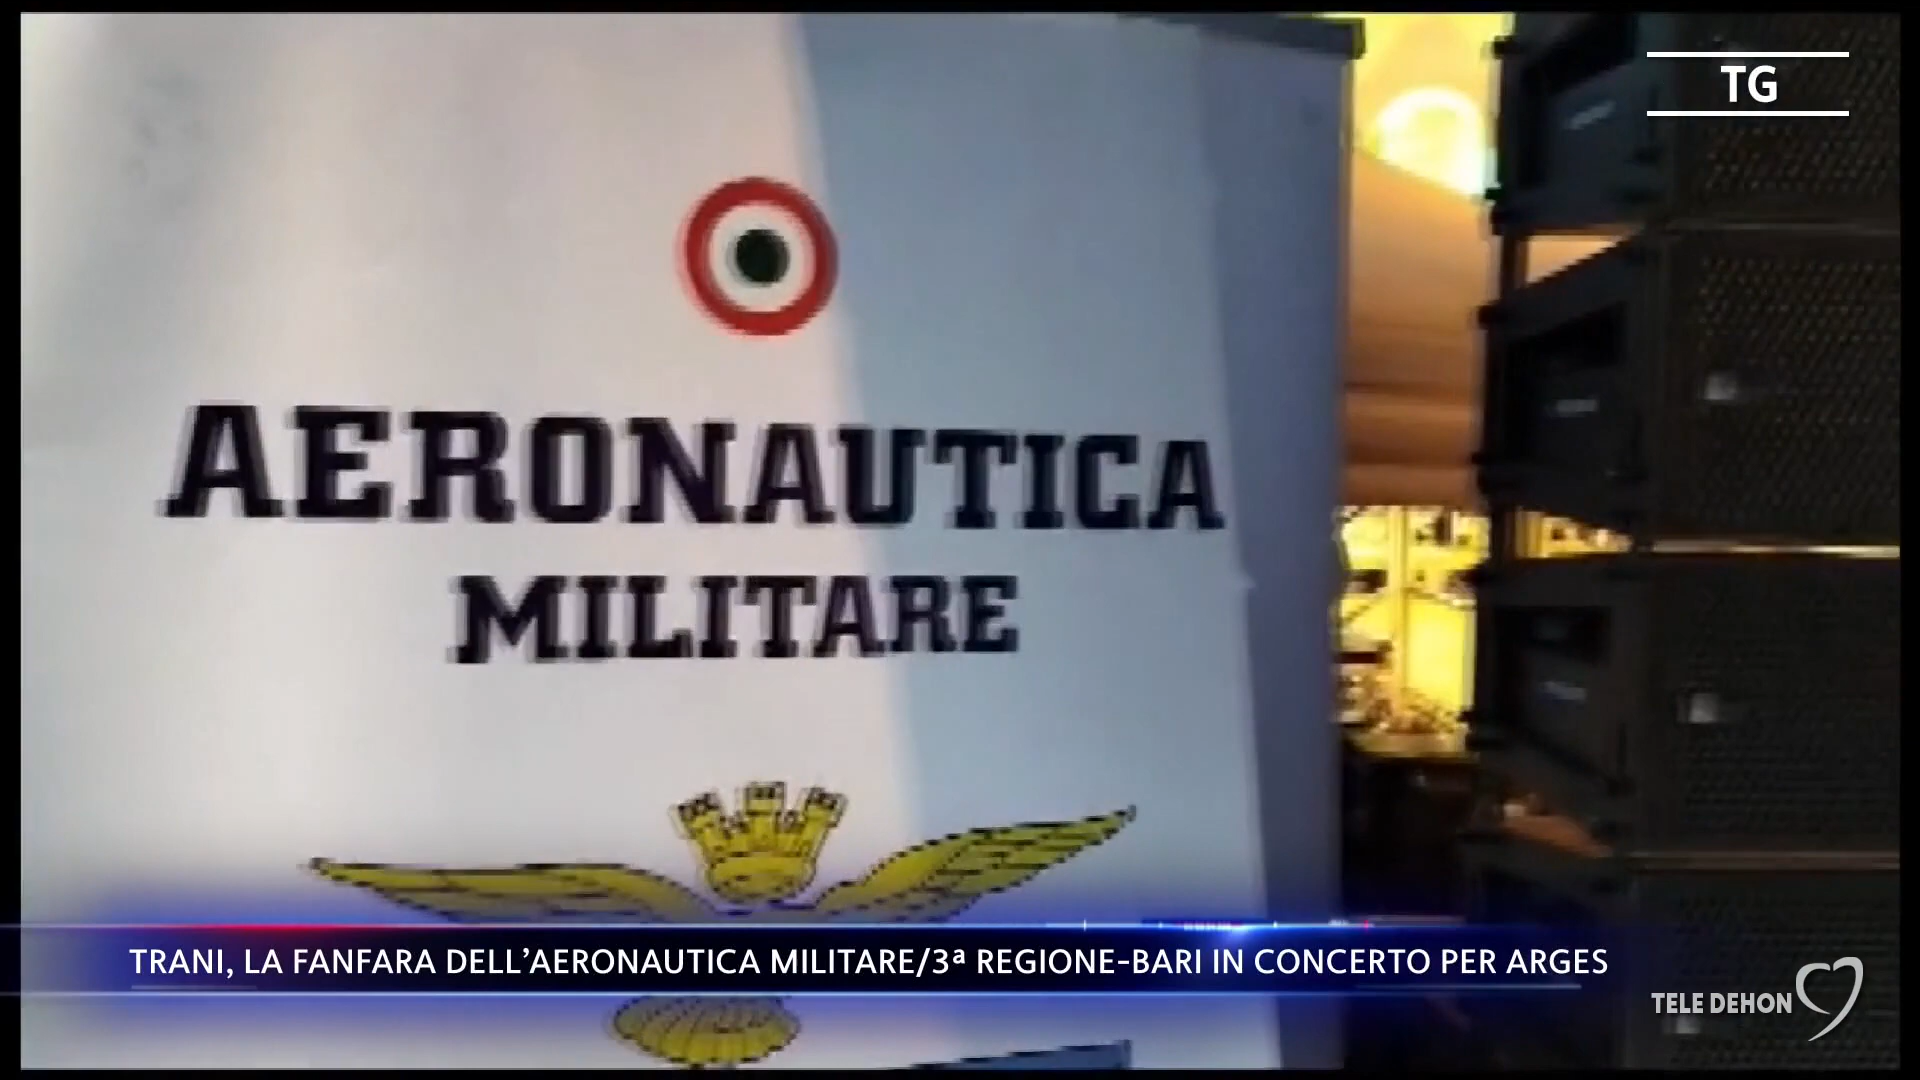 TG
AERONAUTICA
MILITARE
TRANI, LA FANFARA DELL'AERONAUTICA MILITARE/3ª REGIONE-BARI IN CONCERTO PER ARGES
TELE DEHON